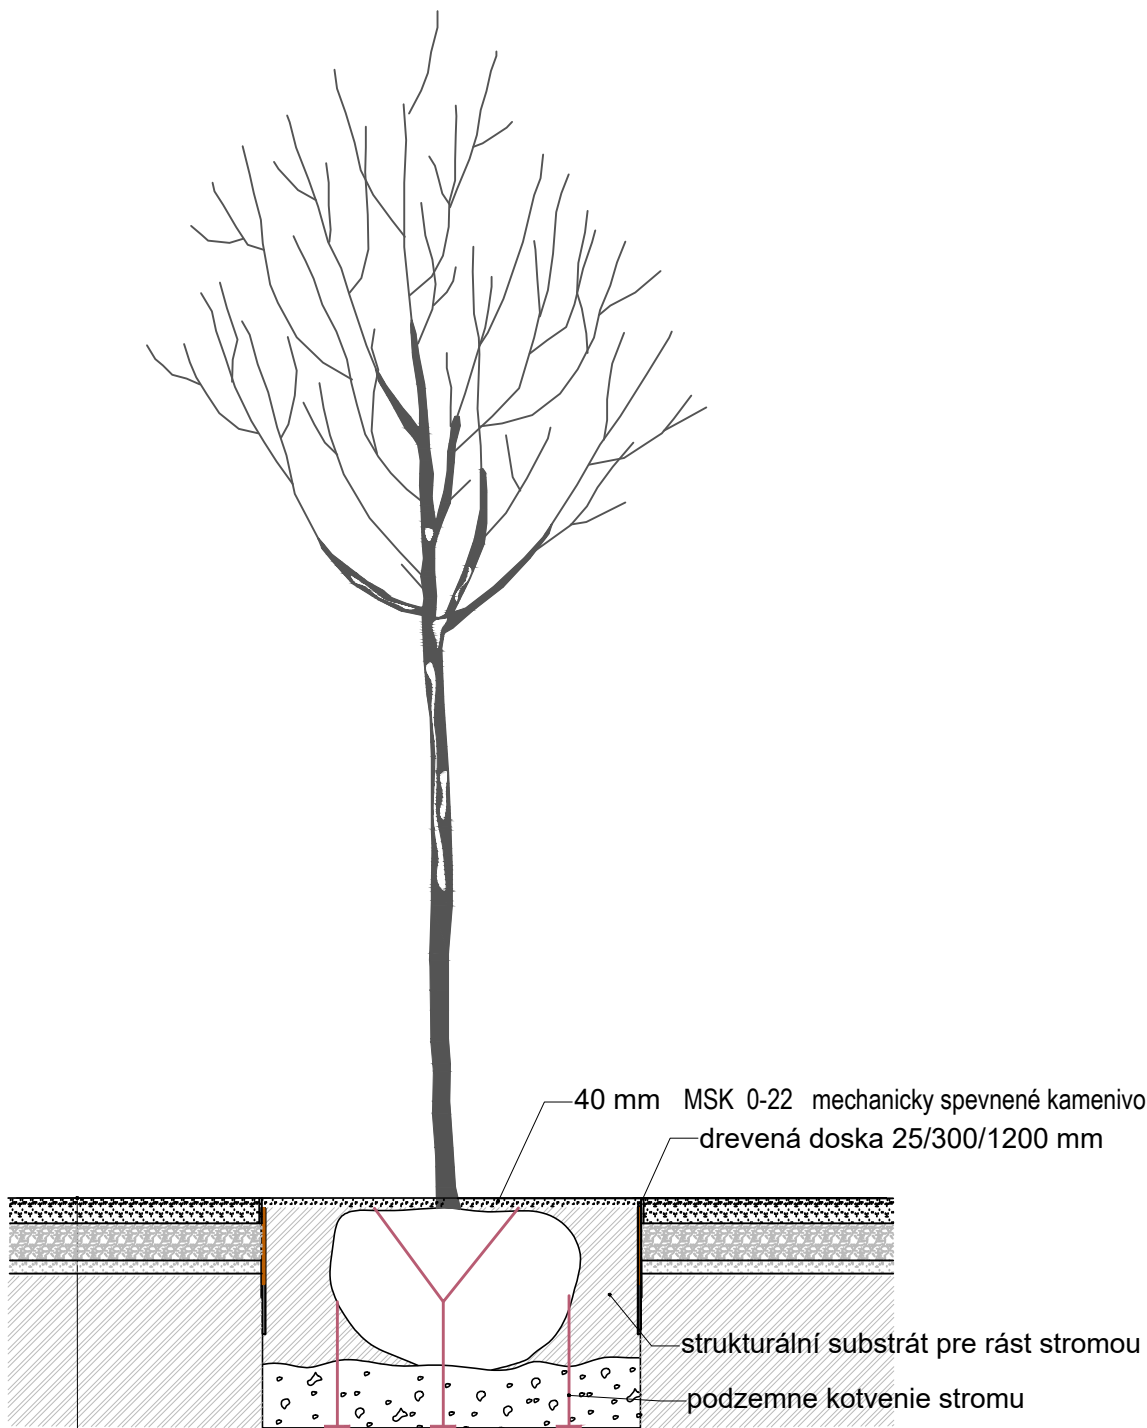 40 mm MSK 0-22 mechanicky spevnené kamenivo
drevená doska 25/300/1200 mm
strukturální substrát pre rást stromou
podzemne kotvenie stromu